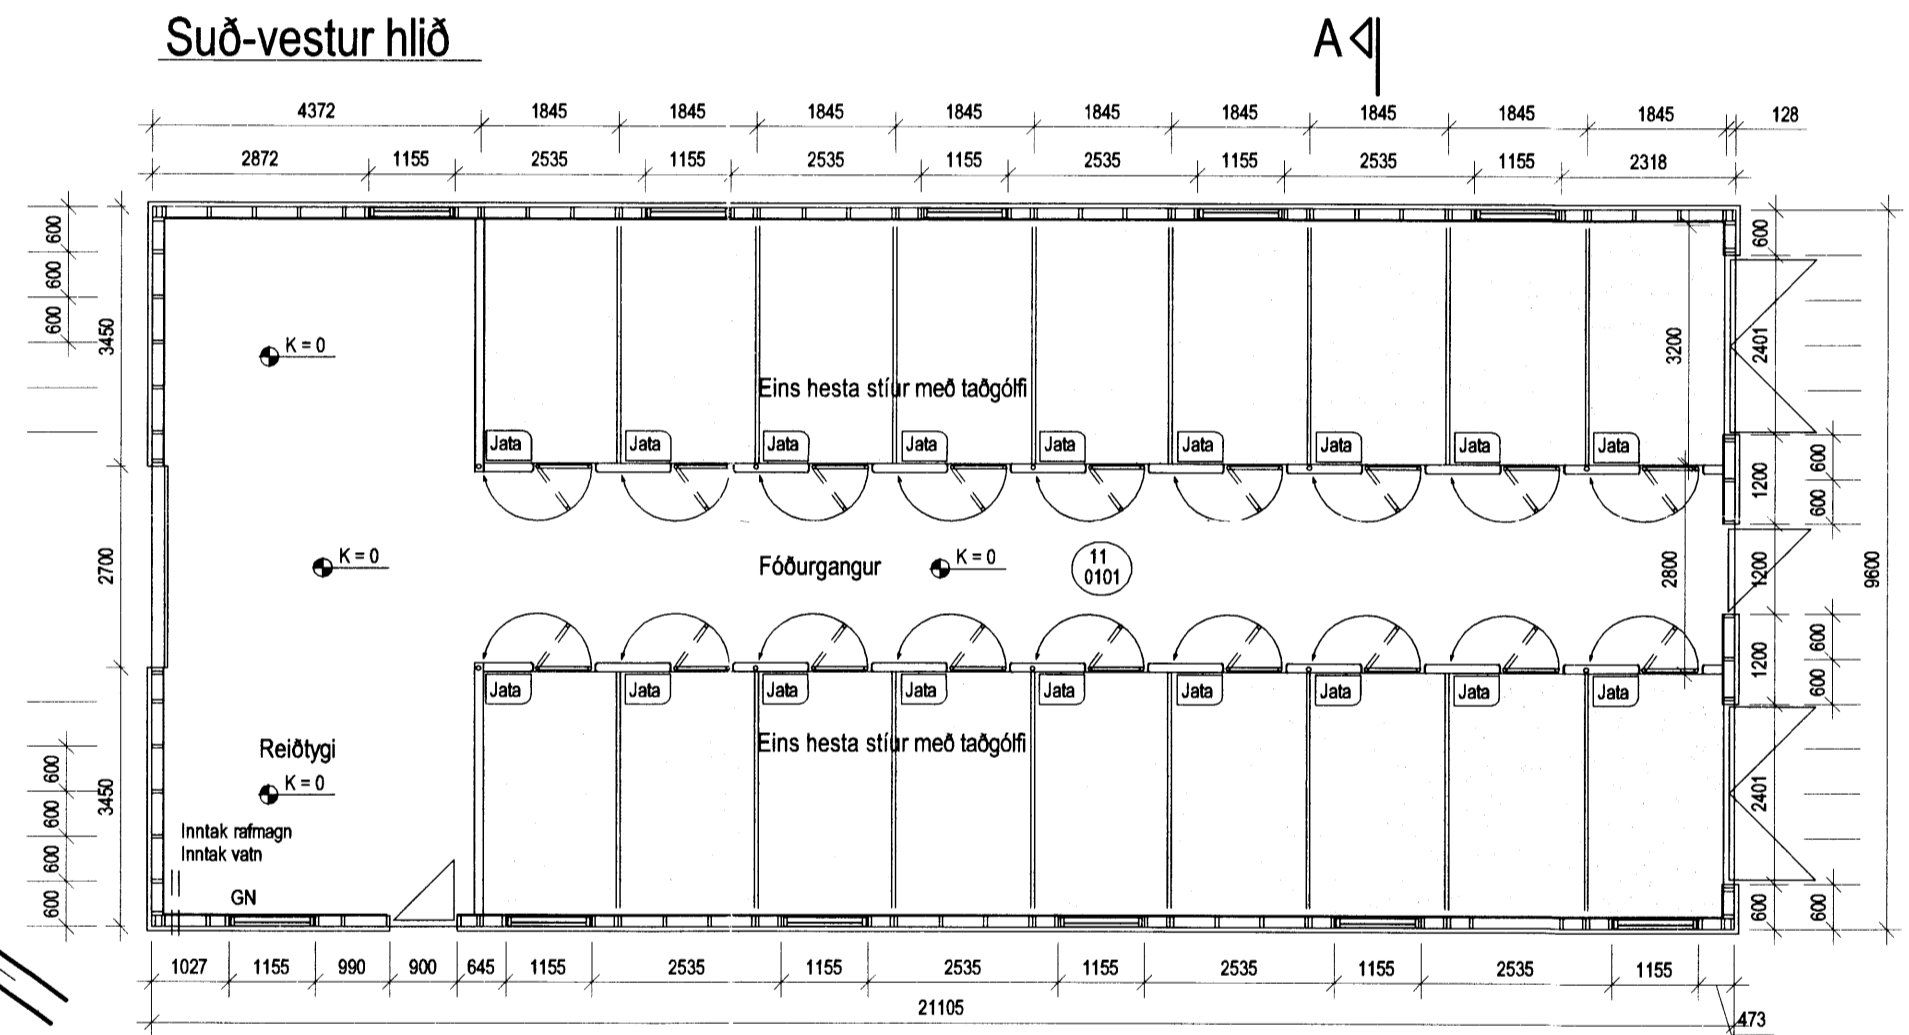 Suð-vestur hlið
A
4372 1845 1845 1845 1845 1845 1845 1845 1845 1845 128
2872 1155 2535 1155 2535 1155 2535 1155 2535 1155 2318
600
600
600
3450
2700
3450
600
600
600
600
K = 0
Eins hesta stíur með taðgólfi
3200
Jata Jata Jata Jata Jata Jata Jata Jata Jata
K = 0
Fóðurgangur
K = 0
11
0101
2800
Jata Jata Jata Jata Jata Jata Jata Jata Jata
Reiðtygi
Eins hesta stíur með taðgólfi
K = 0
Inntak rafmagn
Inntak vatn
GN
600
2401
1200
600
600
1200
1200
600
600
2401
600
600
9600
1027 1155 990 900 645 1155 2535 1155 2535 1155 2535 1155 2535 1155
21105
473